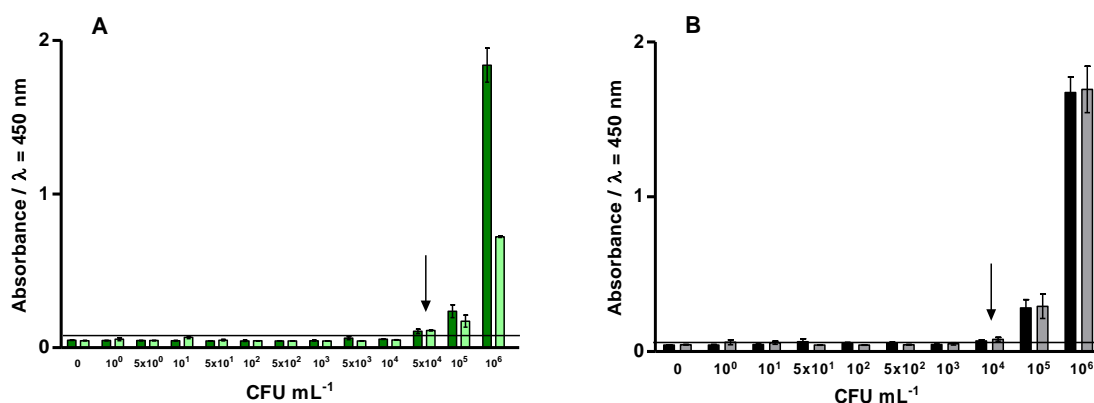 A
2
1
0
Absorbance / λ = 450 nm
0 10⁰ 5x10⁰ 10¹ 5x10¹ 10² 5x10² 10³ 5x10³ 10⁴ 5x10⁴ 10⁵ 10⁶
CFU mL⁻¹
B
2
1
0
Absorbance / λ = 450 nm
0 10⁰ 10¹ 5x10¹ 10² 5x10² 10³ 10⁴ 10⁵ 10⁶
CFU mL⁻¹